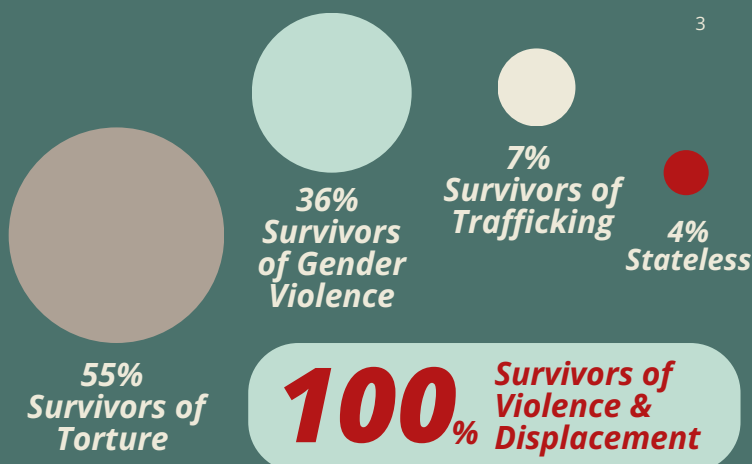 3
55%
Survivors of
Torture
36%
Survivors
of Gender
Violence
7%
Survivors of
Trafficking
4%
Stateless
100%
Survivors of
Violence &
Displacement